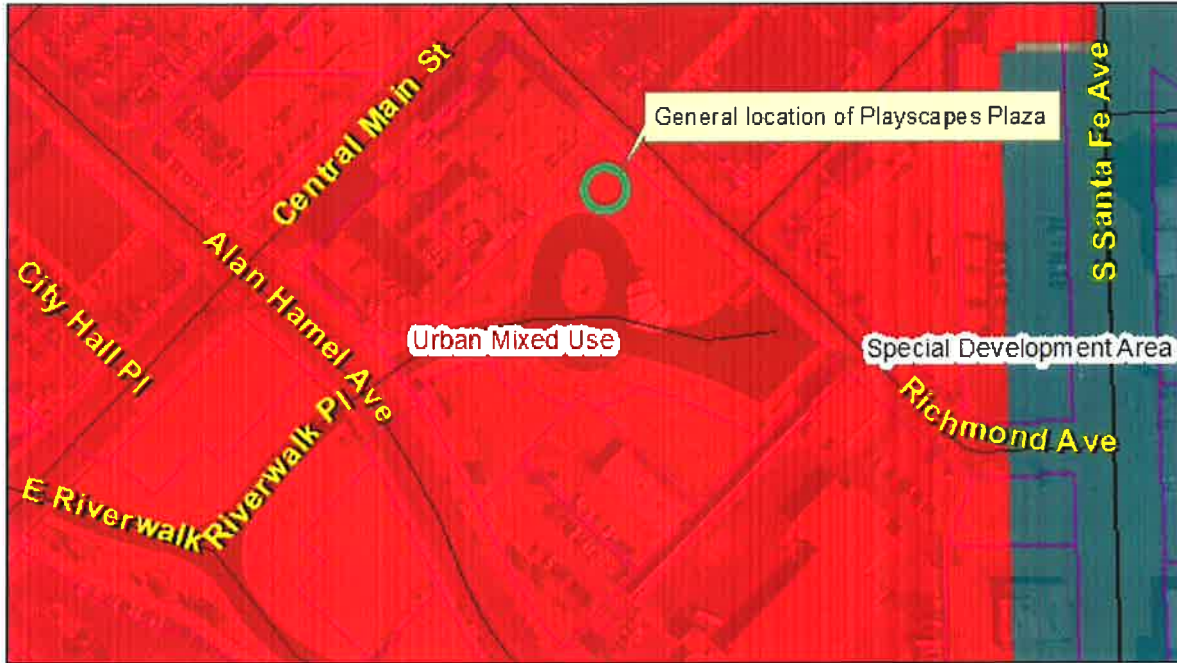 Central Main St
General location of Playscapes Plaza
S Santa Fe Ave
Alan Hamel Ave
City Hall Pl
Urban Mixed Use
Special Development Area
Richmond Ave
Riverwalk Pl
E Riverwalk